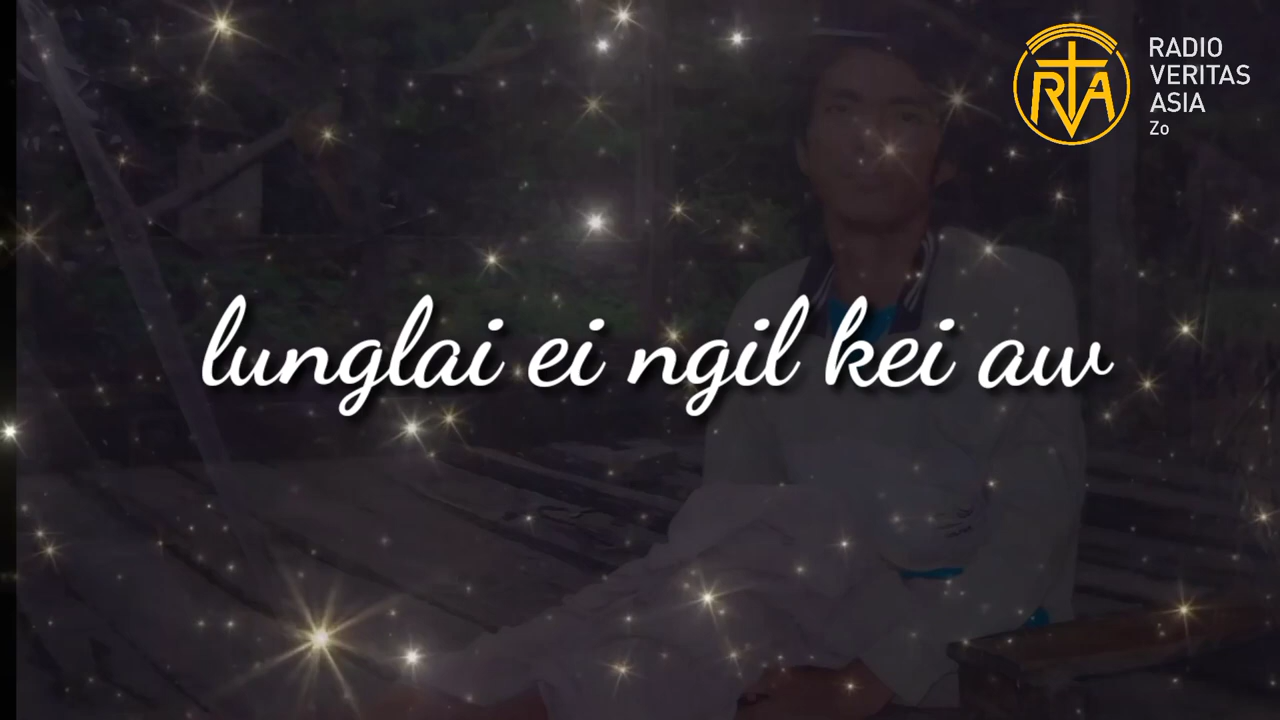 RADIO
VERITAS
ASIA
Zo
RVA
lunglai ei ngil kei aw